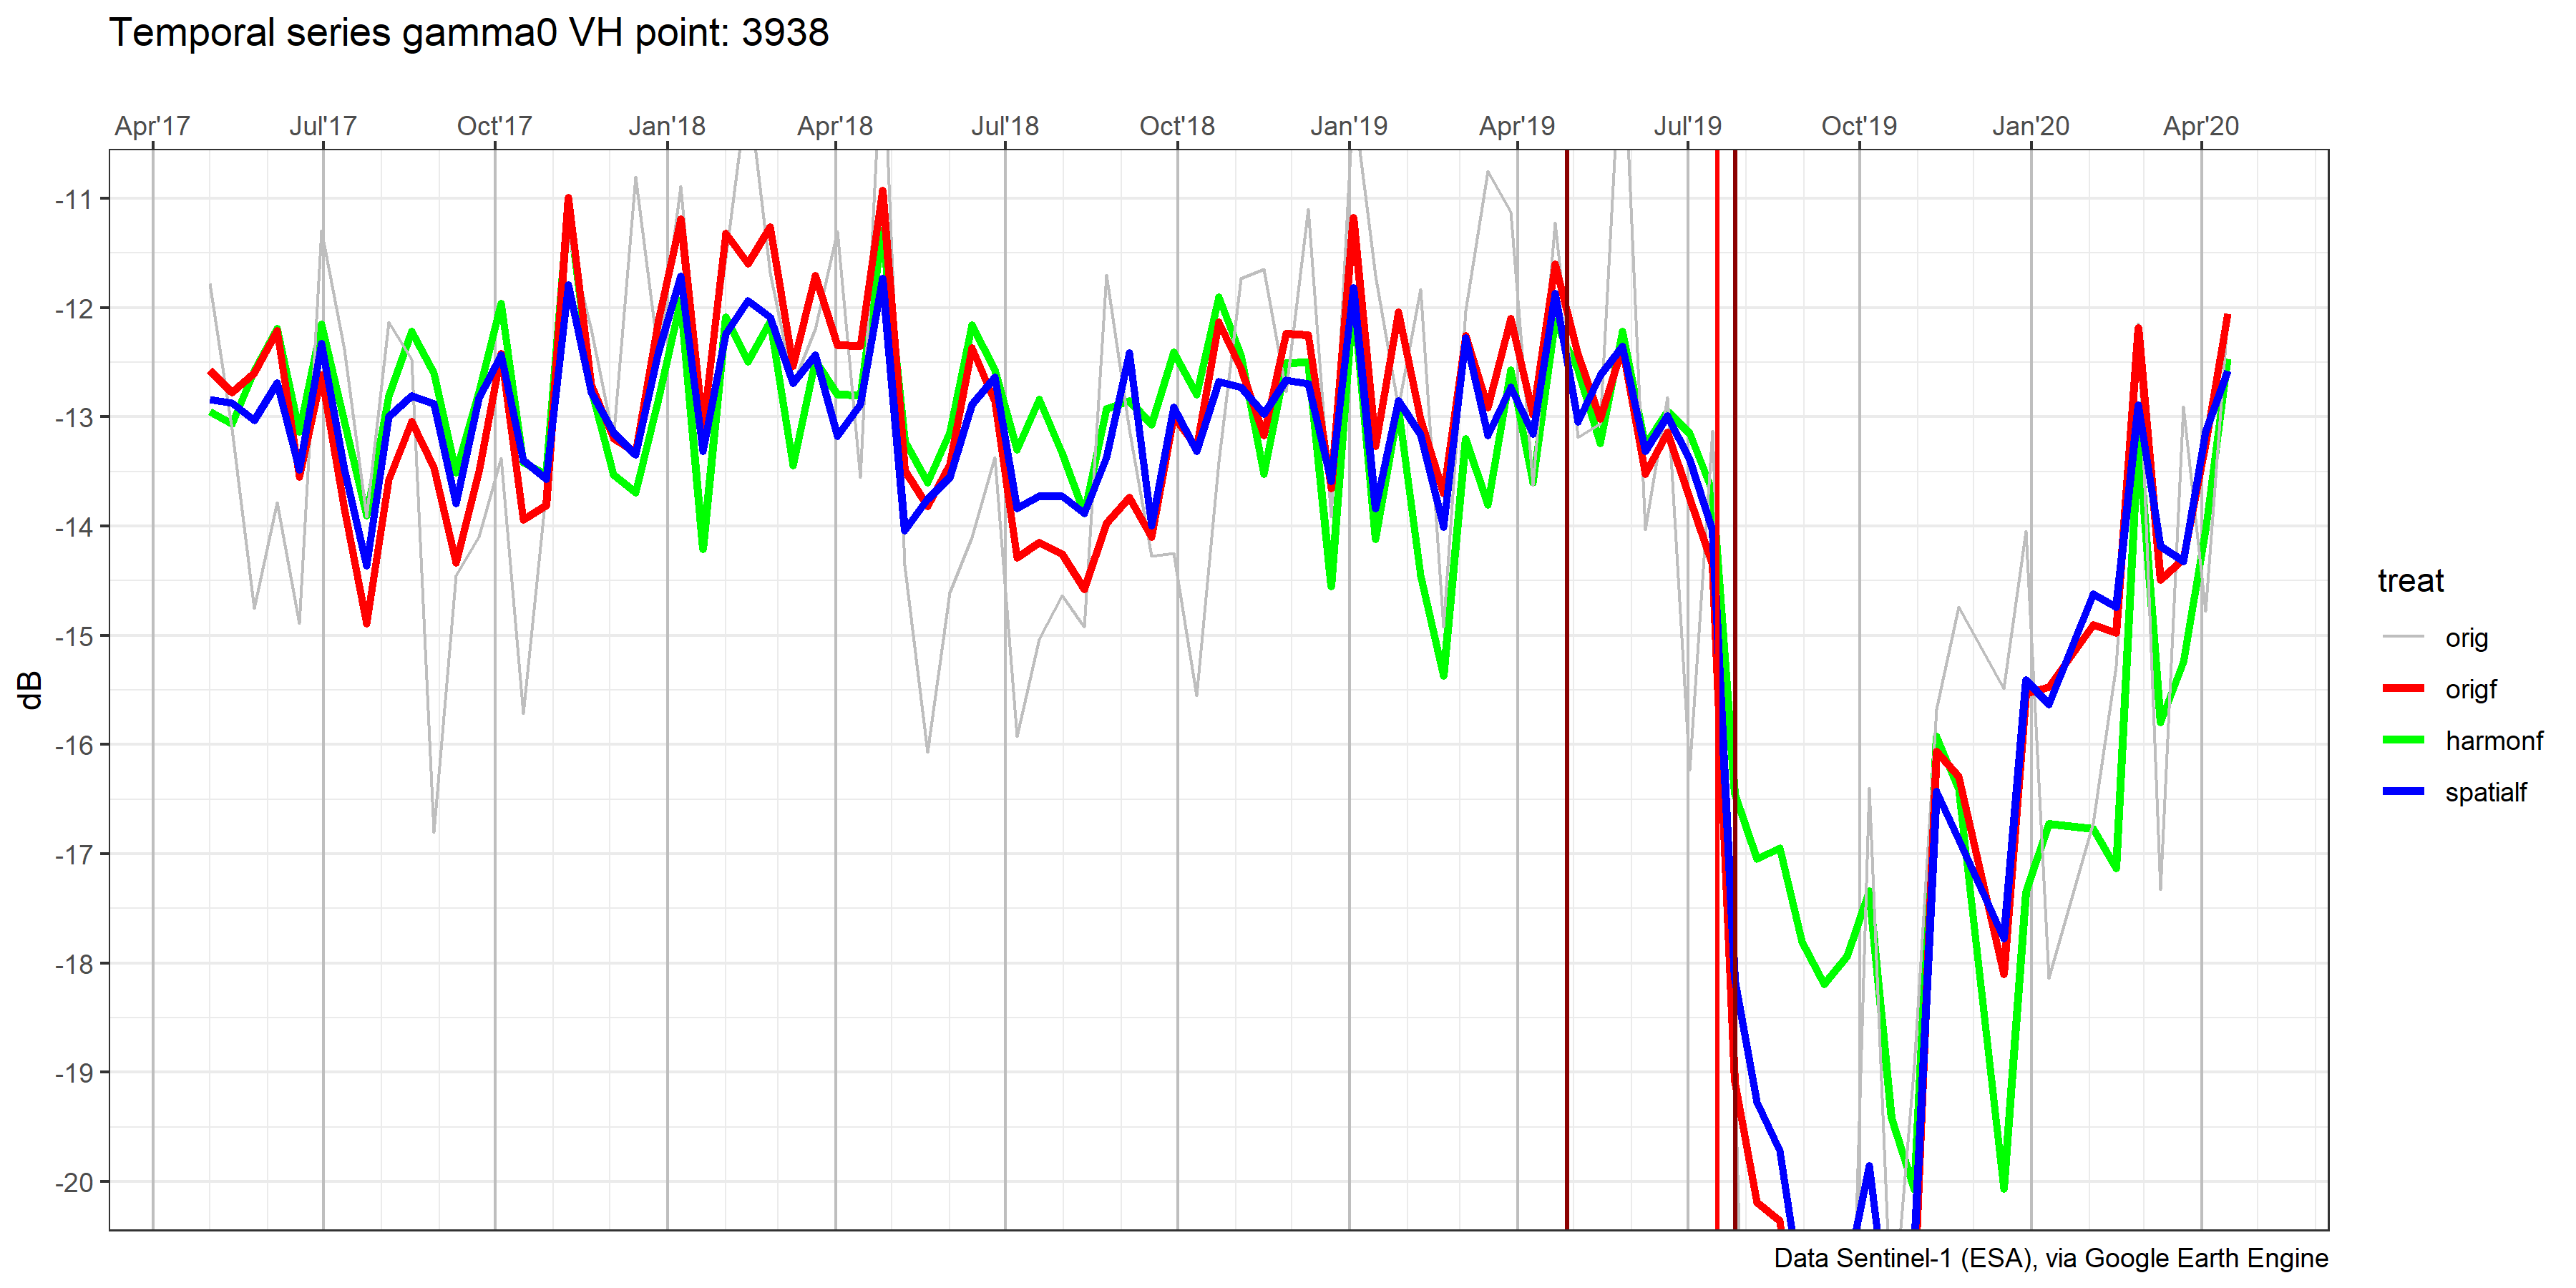 Temporal series gamma0 VH point: 3938
Apr'17 Jul'17 Oct'17 Jan'18 Apr'18 Jul'18 Oct'18 Jan'19 Apr'19 Jul'19 Oct'19 Jan'20 Apr'20
-11
-12
-13
-14
-15
-16
-17
-18
-19
-20
dB
treat
orig
origf
harmonf
spatialf
Data Sentinel-1 (ESA), via Google Earth Engine